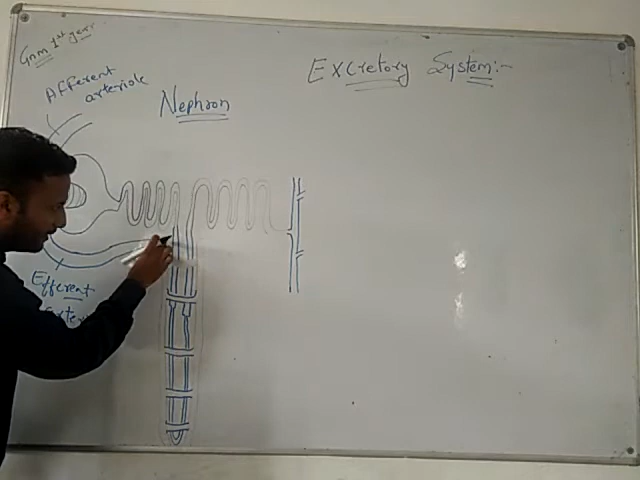 Gnm 1st year
Excretory System:-
Afferent
arteriole
Nephron
Efferent